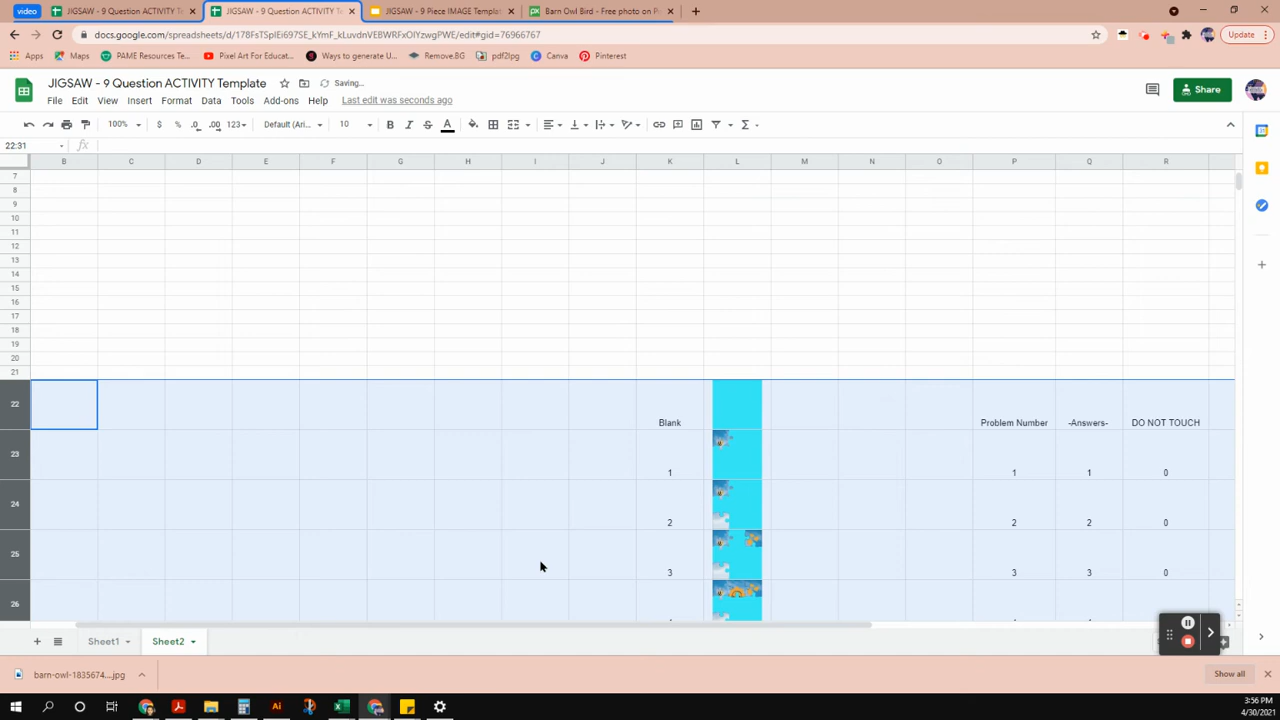 video
JIGSAW - 9 Question ACTIVITY Te
JIGSAW - 9 Question ACTIVITY Te
JIGSAW - 9 Piece IMAGE Templat
Barn Owl Bird - Free photo on P
docs.google.com/spreadsheets/d/178FsTSpIEi697SE_kYmF_kLuvdnVEBWRFxOIYzwgPWE/edit#gid=76966767
Apps
Maps
PAME Resources Te...
Pixel Art For Educat...
Ways to generate U...
Remove.BG
pdf2jpg
Canva
Pinterest
Update
JIGSAW - 9 Question ACTIVITY Template
Saving...
File Edit View Insert Format Data Tools Add-ons Help Last edit was seconds ago
Share
100% $ % .0 .00 123 Default (Ari... 10 B I S A
22:31 fx
B C D E F G H I J K L M N O P Q R
7
8
9
10
11
12
13
14
15
16
17
18
19
20
21
22 Blank Problem Number -Answers- DO NOT TOUCH
23 1 1 1 0
24 2 2 2 0
25 3 3 3 0
26
Sheet1 Sheet2
barn-owl-1835674....jpg
Show all
3:56 PM
4/30/2021